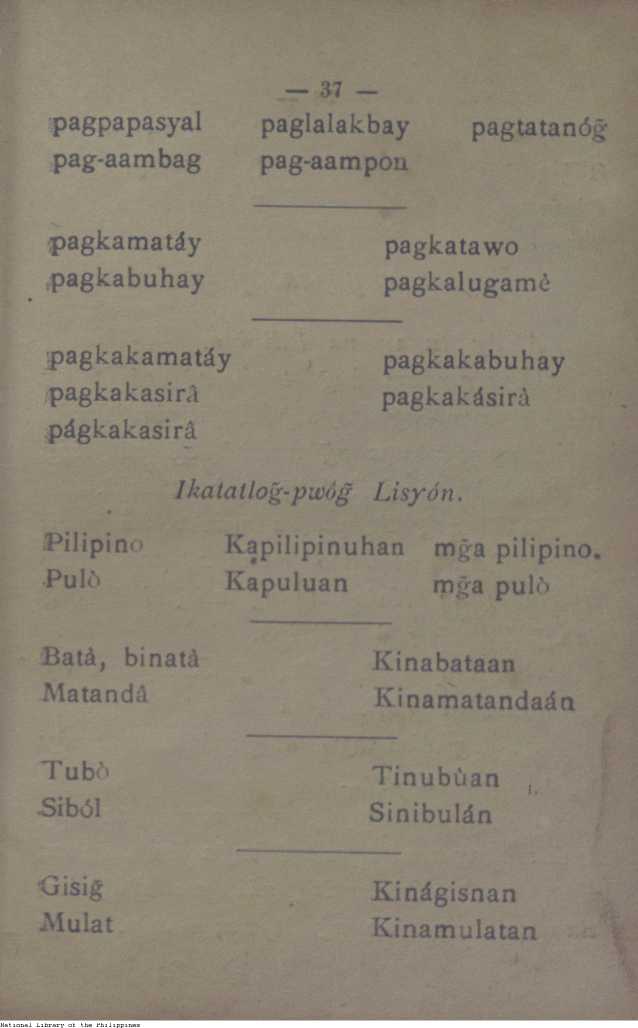 — 37 —
pagpapasyal paglalakbay pagtatanóg̃
pag-aambag pag-aampon
pagkamatáy pagkatawo
pagkabuhay pagkalugamè
pagkakamatáy pagkakabuhay
pagkakasirâ pagkakásirà
págkakasirâ
Ikatatlog̃-pwóg̃ Lisyón.
Pilipino Kapilipinuhan mg̃a pilipino.
Pulò Kapuluan mg̃a pulò
Batà, binatà Kinabataan
Matandâ Kinamatandaán
Tubò Tinubùan
Siból Sinibulán
Gisig̃ Kinágisnan
Mulat Kinamulatan
National Library of the Philippines